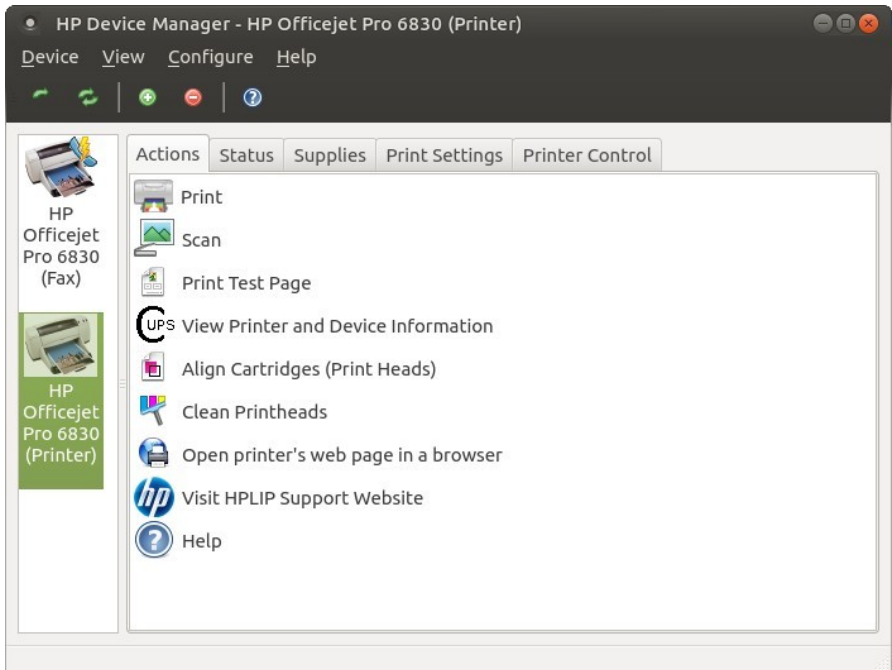 HP Device Manager - HP Officejet Pro 6830 (Printer)
Device View Configure Help
HP
Officejet
Pro 6830
(Fax)
HP
Officejet
Pro 6830
(Printer)
Actions Status Supplies Print Settings Printer Control
Print
Scan
Print Test Page
CUPS View Printer and Device Information
Align Cartridges (Print Heads)
Clean Printheads
Open printer's web page in a browser
hp Visit HPLIP Support Website
? Help